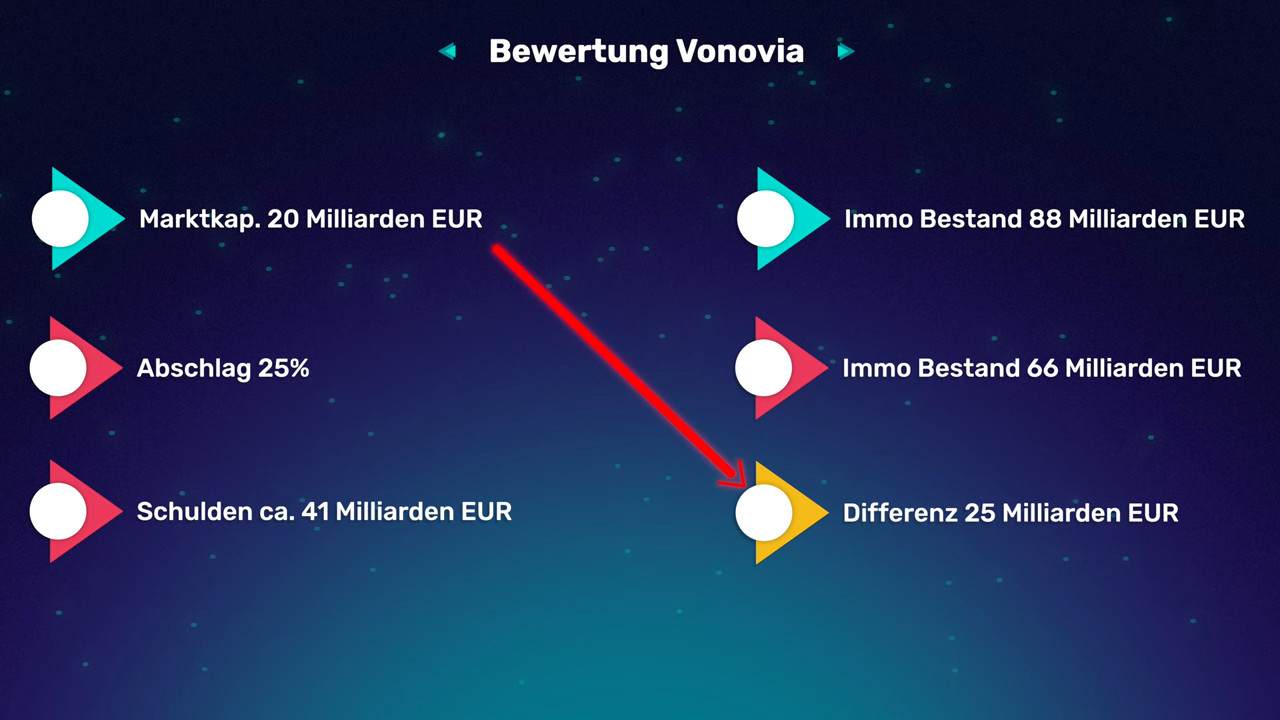 Bewertung Vonovia
Marktkap. 20 Milliarden EUR
Immo Bestand 88 Milliarden EUR
Abschlag 25%
Immo Bestand 66 Milliarden EUR
Schulden ca. 41 Milliarden EUR
Differenz 25 Milliarden EUR